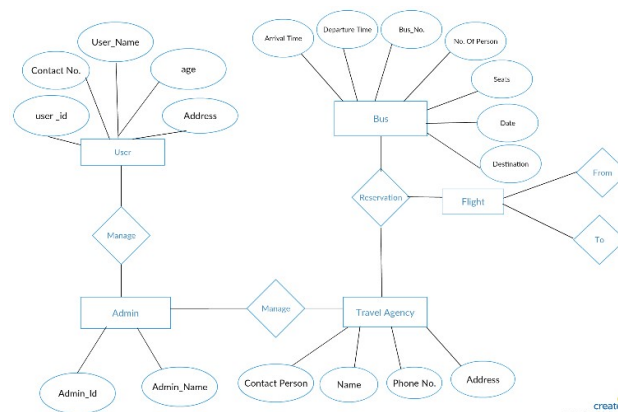 User_Name
Contact No.
age
user _id
Address
User
Manage
Admin
Admin_Id
Admin_Name
Manage
Arrival Time
Departure Time
Bus_No.
No. Of Person
Seats
Date
Destination
Bus
Reservation
Flight
From
To
Travel Agency
Contact Person
Name
Phone No.
Address